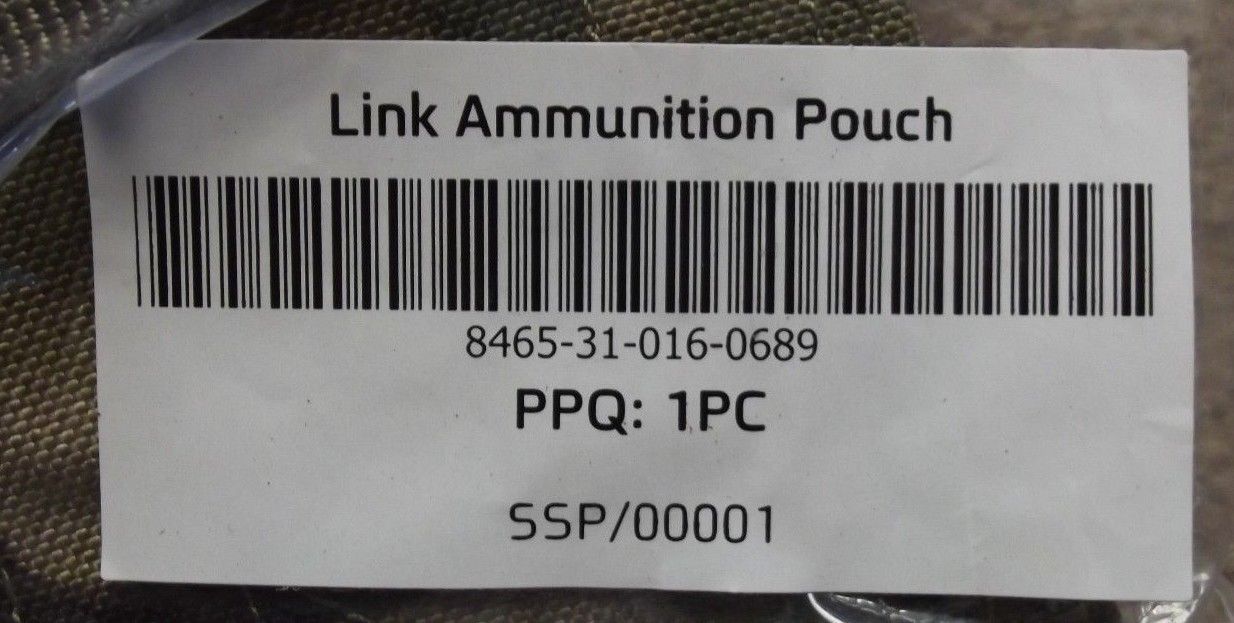 Link Ammunition Pouch
8465-31-016-0689
PPQ: 1PC
SSP/00001